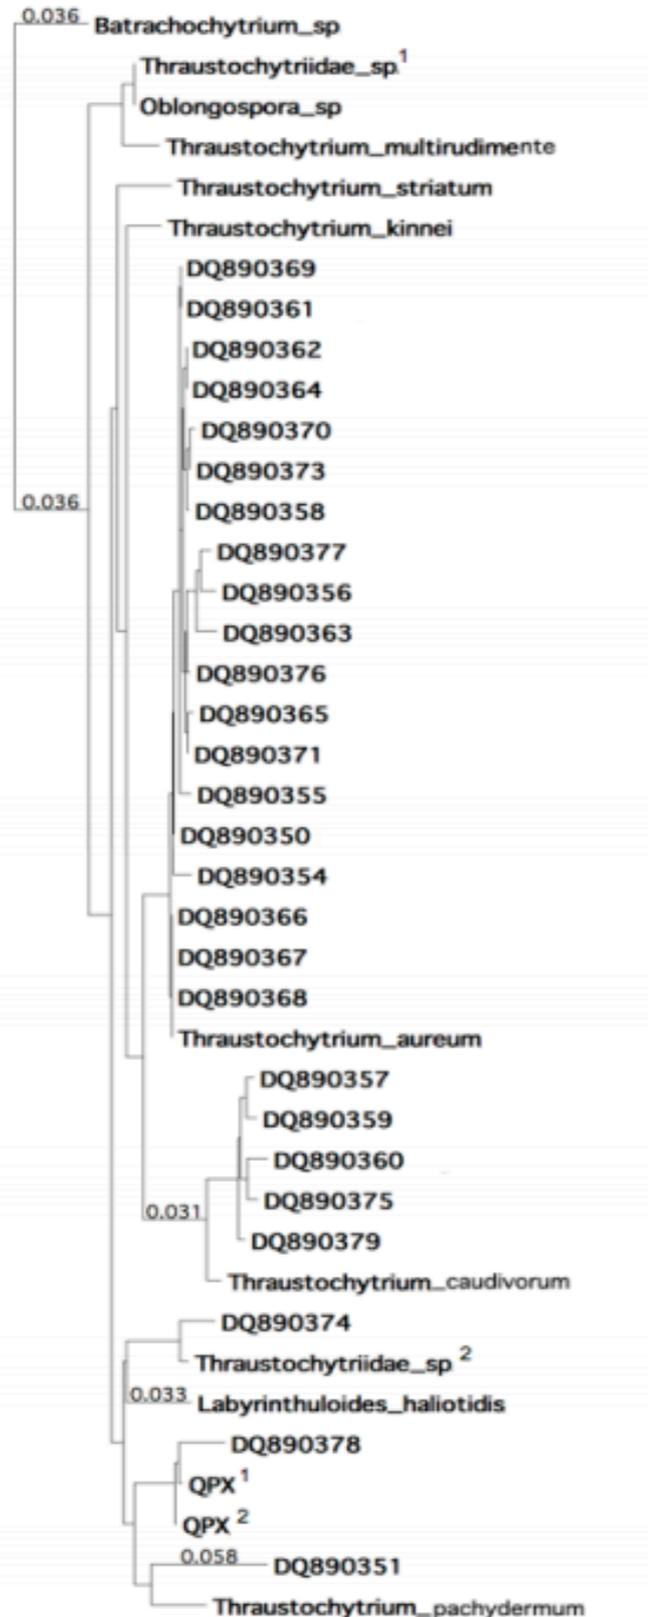 0.036 Batrachochytrium_sp
Thraustochytriidae_sp.1
Oblongospora_sp
Thraustochytrium_multirudimente
Thraustochytrium_striatum
Thraustochytrium_kinnei
DQ890369
DQ890361
DQ890362
DQ890364
DQ890370
DQ890373
0.036 DQ890358
DQ890377
DQ890356
DQ890363
DQ890376
DQ890365
DQ890371
DQ890355
DQ890350
DQ890354
DQ890366
DQ890367
DQ890368
Thraustochytrium_aureum
DQ890357
DQ890359
DQ890360
DQ890375
0.031
DQ890379
Thraustochytrium_caudivorum
DQ890374
Thraustochytriidae_sp 2
0.033 Labyrinthuloides_haliotidis
DQ890378
QPX 1
QPX 2
0.058 DQ890351
Thraustochytrium_pachydermum